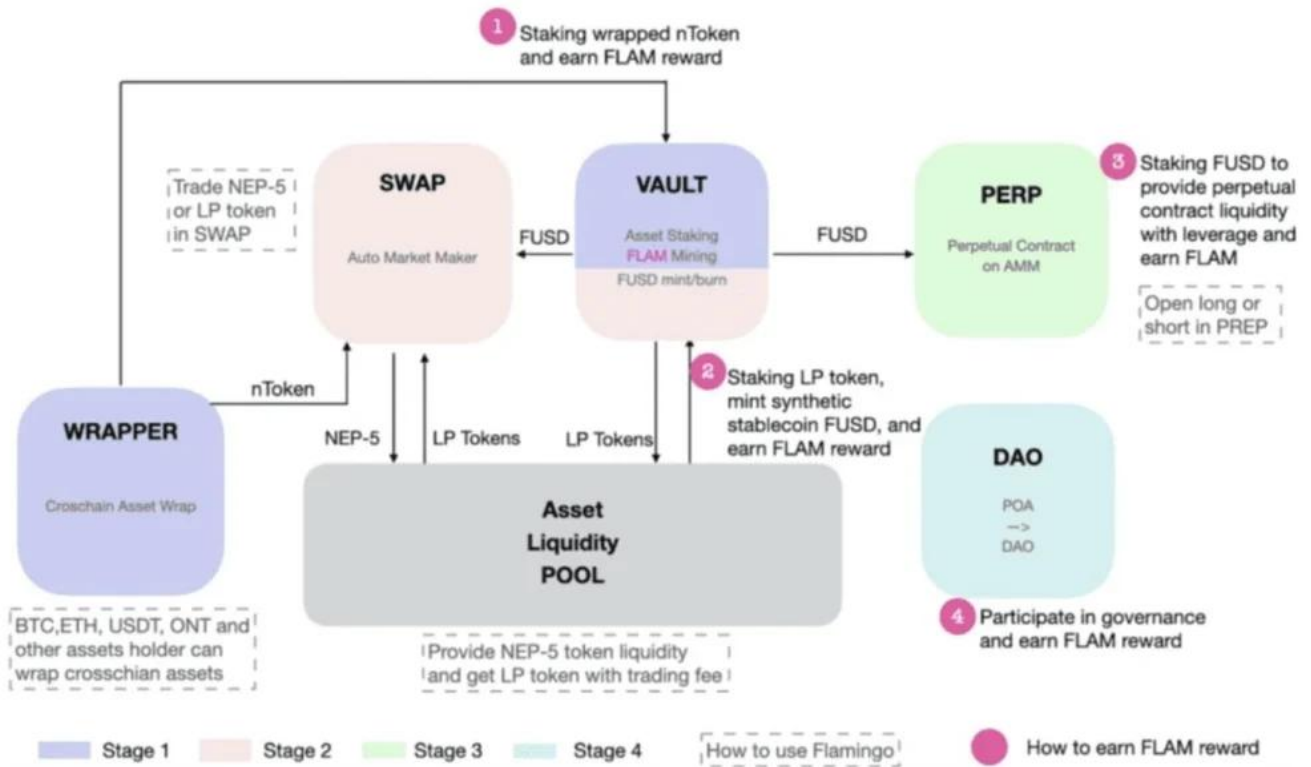 1
Staking wrapped nToken
and earn FLAM reward
Trade NEP-5
or LP token
in SWAP
SWAP
Auto Market Maker
FUSD
VAULT
Asset Staking
FLAM Mining
FUSD mint/burn
FUSD
PERP
Perpetual Contract
on AMM
3
Staking FUSD to
provide perpetual
contract liquidity
with leverage and
earn FLAM
Open long or
short in PREP
nToken
WRAPPER
Croschain Asset Wrap
NEP-5
LP Tokens
LP Tokens
2
Staking LP token,
mint synthetic
stablecoin FUSD, and
earn FLAM reward
Asset
Liquidity
POOL
DAO
POA
-->
DAO
BTC,ETH, USDT, ONT and
other assets holder can
wrap crosschian assets
Provide NEP-5 token liquidity
and get LP token with trading fee
4
Participate in governance
and earn FLAM reward
Stage 1
Stage 2
Stage 3
Stage 4
How to use Flamingo
How to earn FLAM reward